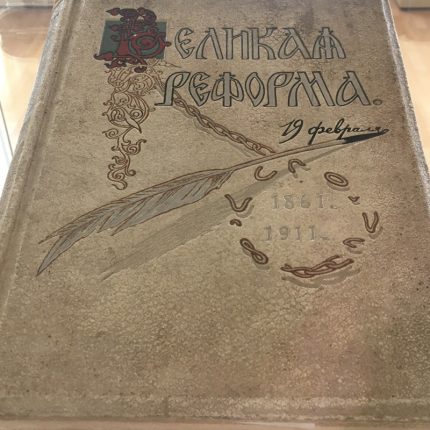 Великая
реформа.
19 февраля
1861.
1911.